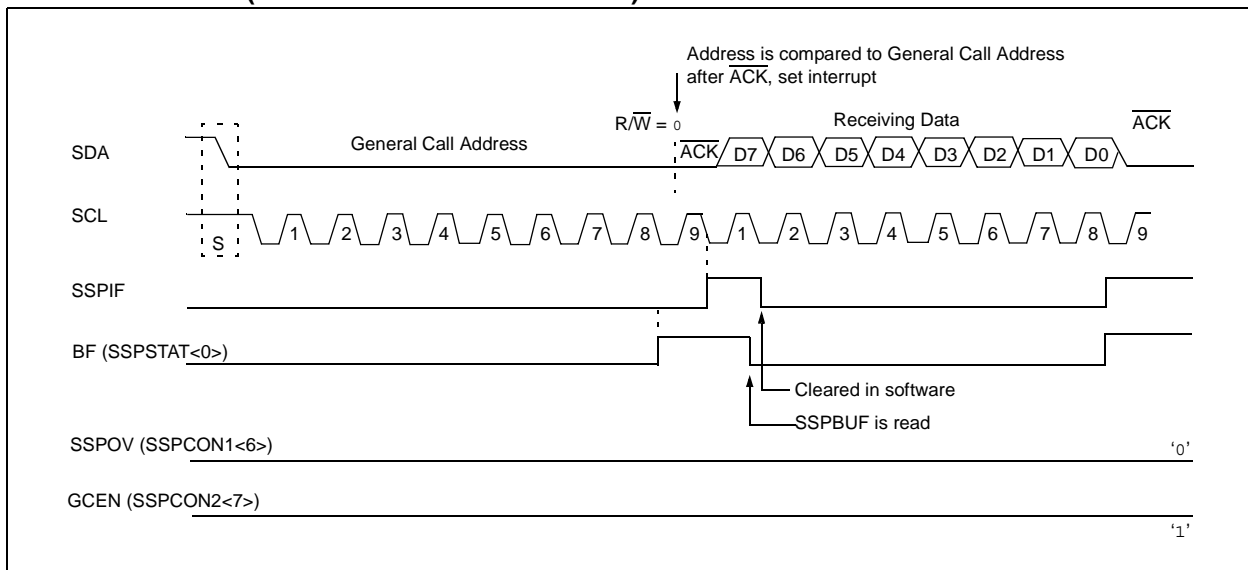 Address is compared to General Call Address
after ACK, set interrupt
R/W = 0
Receiving Data
ACK
SDA
General Call Address
ACK
D7 D6 D5 D4 D3 D2 D1 D0
SCL
S
1 2 3 4 5 6 7 8 9 1 2 3 4 5 6 7 8 9
SSPIF
BF (SSPSTAT<0>)
Cleared in software
SSPBUF is read
SSPOV (SSPCON1<6>)
‘0’
GCEN (SSPCON2<7>)
‘1’